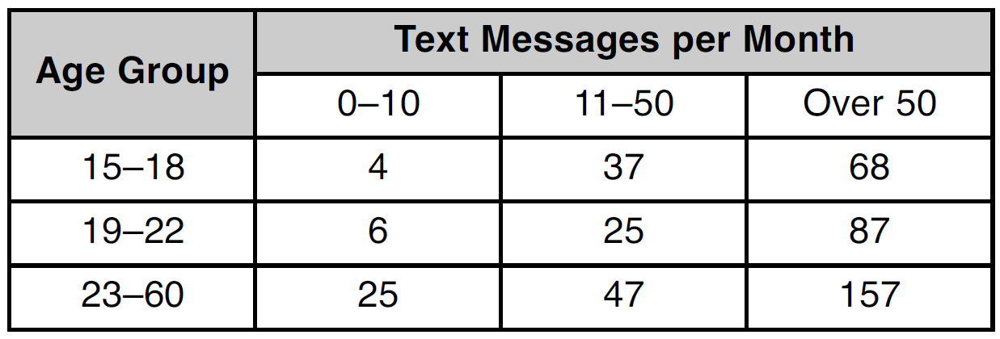 Age Group
Text Messages per Month
0–10 11–50 Over 50
15–18 4 37 68
19–22 6 25 87
23–60 25 47 157